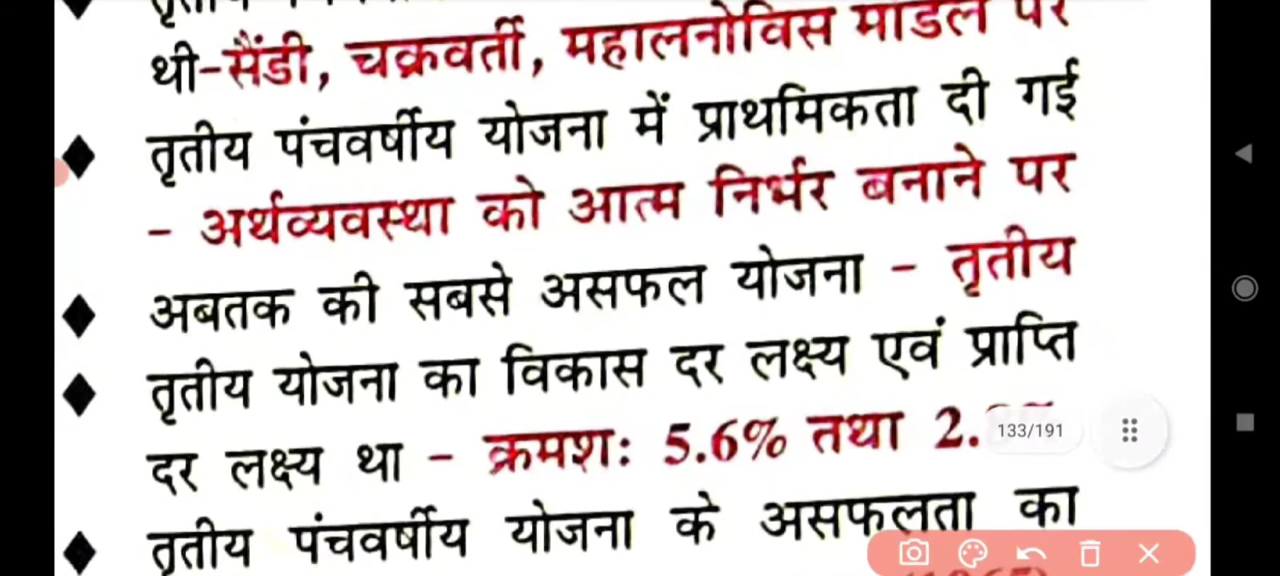 थी-सैंडी, चक्रवर्ती, महालनोविस माडल पर
तृतीय पंचवर्षीय योजना में प्राथमिकता दी गई
- अर्थव्यवस्था को आत्म निर्भर बनाने पर
अबतक की सबसे असफल योजना - तृतीय
तृतीय योजना का विकास दर लक्ष्य एवं प्राप्ति
दर लक्ष्य था - क्रमशः 5.6% तथा 2.
133/191
तृतीय पंचवर्षीय योजना के असफलता का